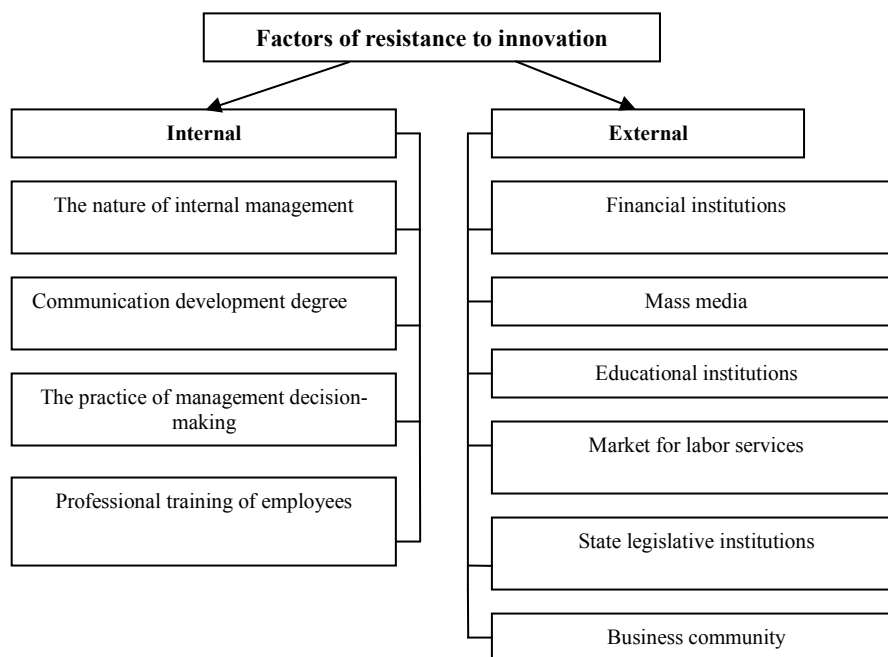 Factors of resistance to innovation
Internal
The nature of internal management
Communication development degree
The practice of management decision-
making
Professional training of employees
External
Financial institutions
Mass media
Educational institutions
Market for labor services
State legislative institutions
Business community